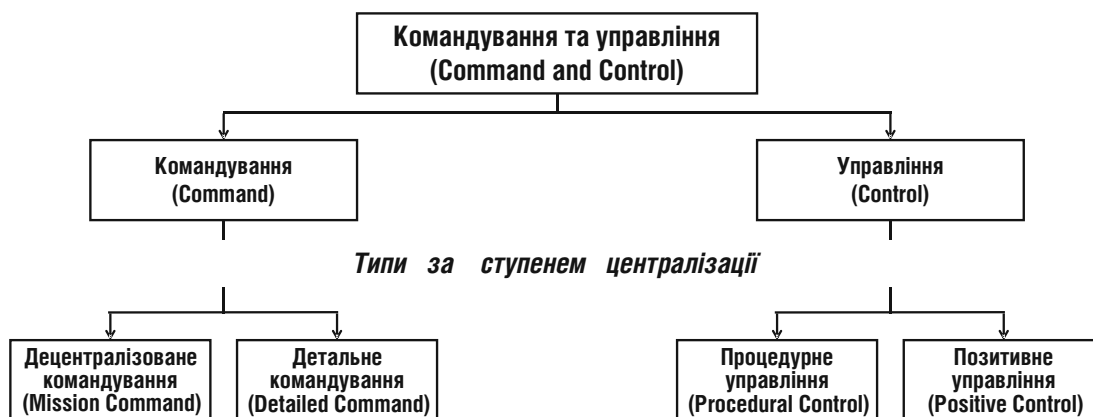 Командування та управління
(Command and Control)
Командування
(Command)
Управління
(Control)
Типи за ступенем централізації
Децентралізоване
командування
(Mission Command)
Детальне
командування
(Detailed Command)
Процедурне
управління
(Procedural Control)
Позитивне
управління
(Positive Control)